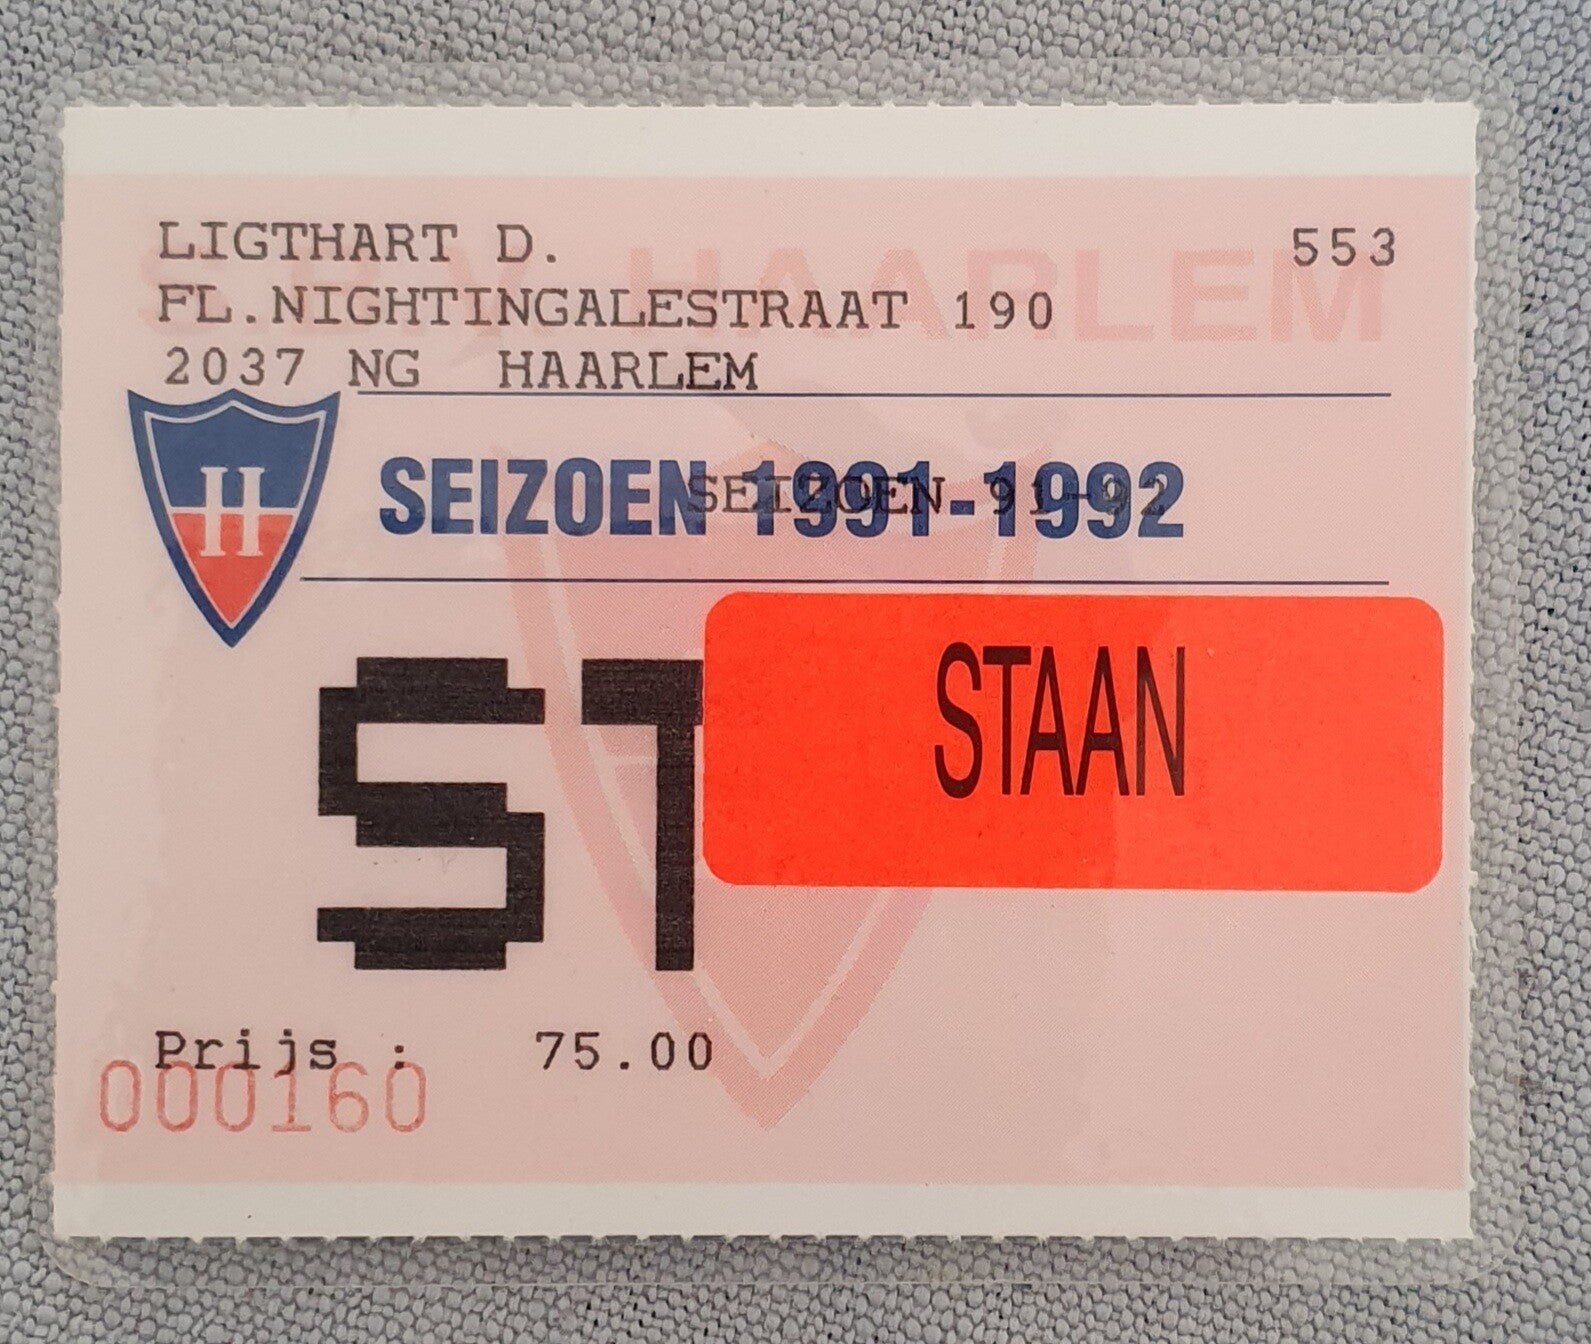 LIGTHART D. 553
S.B.V. HAARLEM
FL.NIGHTINGALESTRAAT 190
2037 NG HAARLEM
H
SEIZOEN 1991-1992
SEIZOEN 91-92
ST
STAAN
Prijs : 75.00
000160